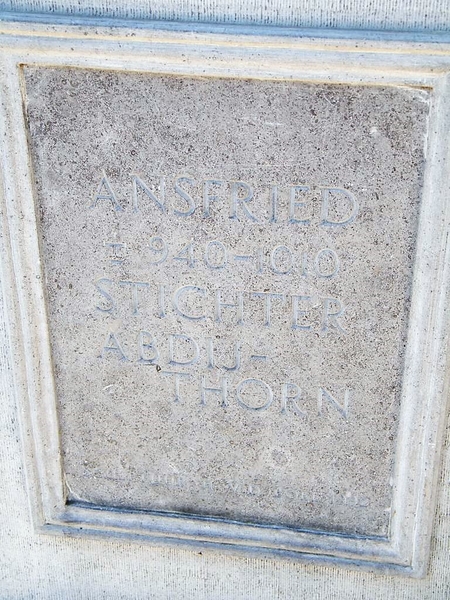 ANSFRIED
± 940-1010
STICHTER
ABDIJ-
THORN